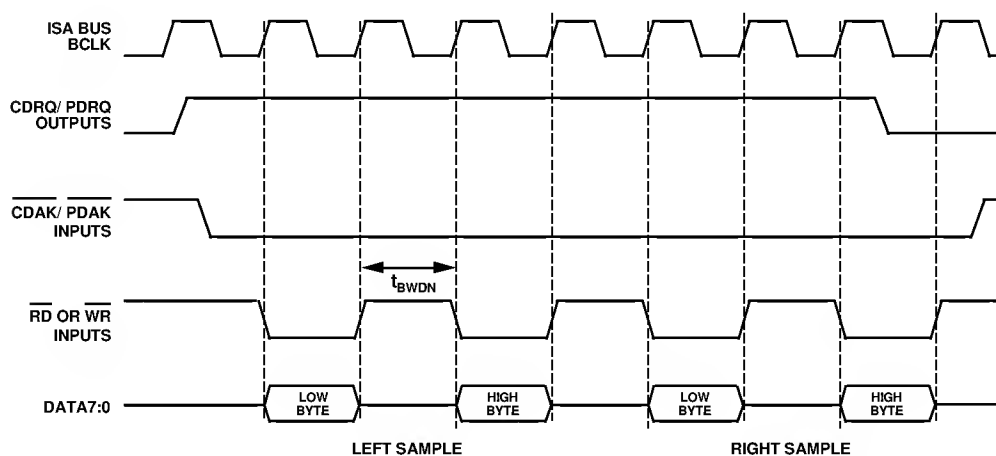 ISA BUS
BCLK
CDRQ/ PDRQ
OUTPUTS
CDAK/ PDAK
INPUTS
tBWDN
RD OR WR
INPUTS
DATA7:0
LOW
BYTE
HIGH
BYTE
LOW
BYTE
HIGH
BYTE
LEFT SAMPLE
RIGHT SAMPLE